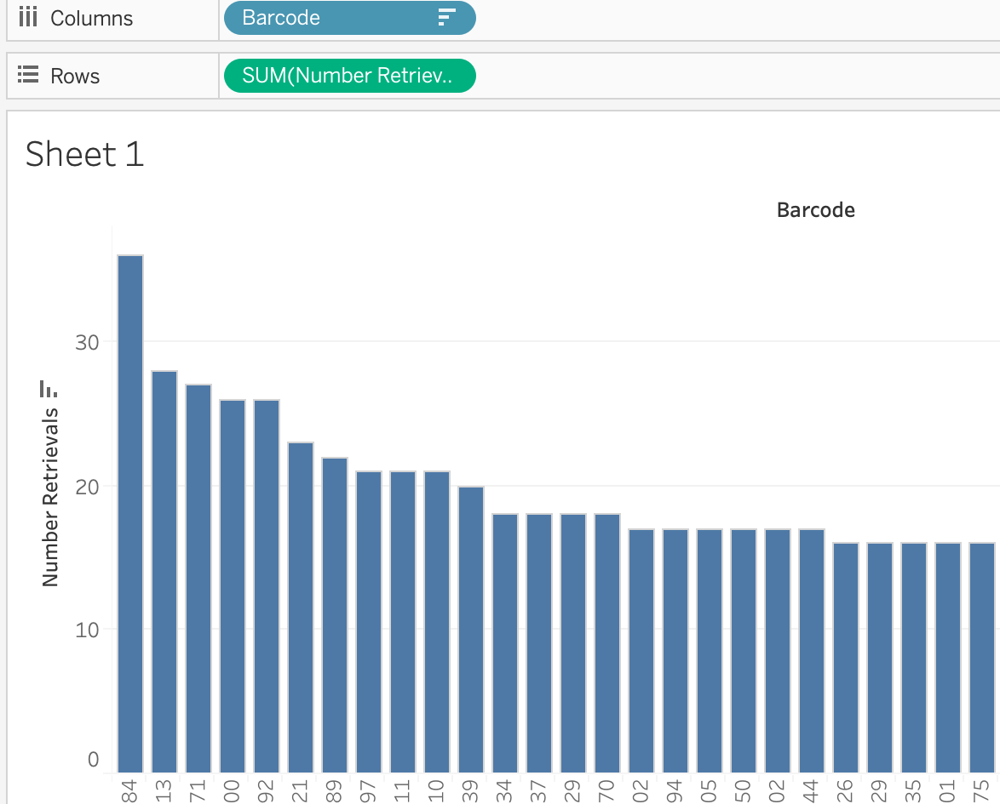 Columns
Barcode
Rows
SUM(Number Retriev..
Sheet 1
Barcode
Number Retrievals
30
20
10
0
84 13 71 00 92 21 89 97 11 10 39 34 37 29 70 02 94 05 50 02 44 26 29 35 01 75